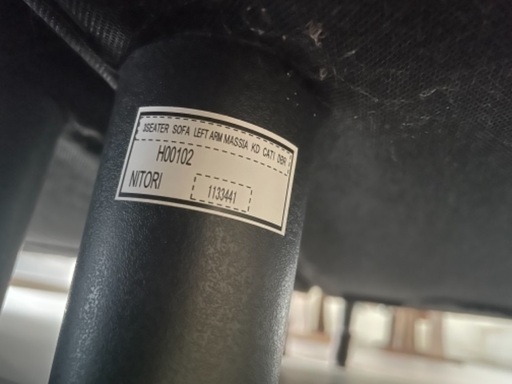 3SEATER SOFA LEFT ARM MASSIA KD CAT1 DBR
H00102
NITORI 1133441